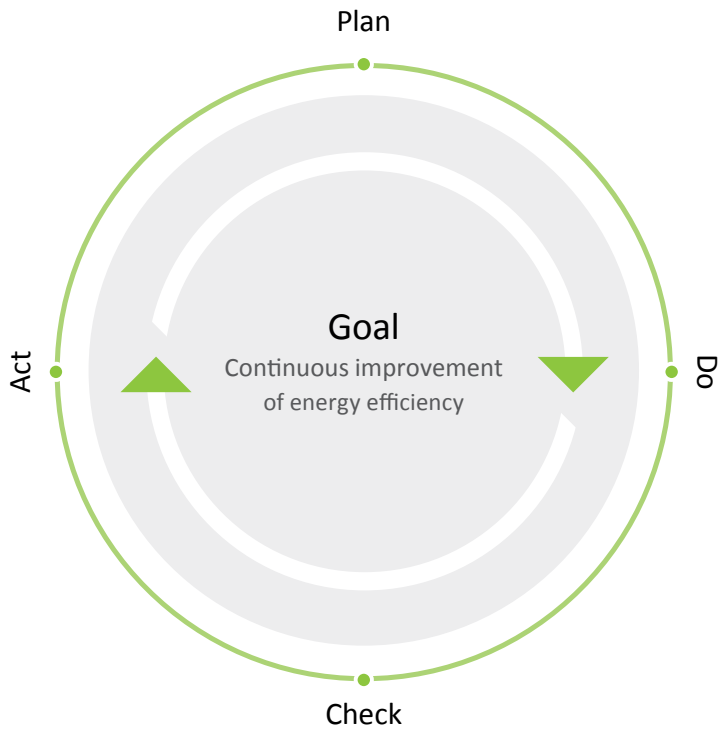 Plan
Act
Goal
Continuous improvement
of energy efficiency
Do
Check